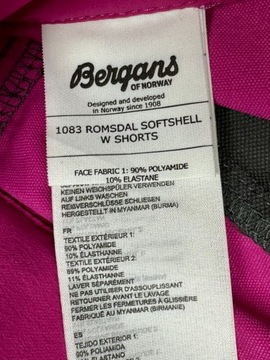 Bergans
OF NORWAY
Designed and developed
in Norway since 1908
1083 ROMSDAL SOFTSHELL
W SHORTS
FACE FABRIC 1: 90% POLYAMIDE
10% ELASTANE
KEINEN WEICHSPÜLER VERWENDEN
AUF LINKS WASCHEN
REISVERSCHLÜSSE SCHLIESSEN
HERGESTELLT IN MYANMAR (BURMA)
FR
TEXTILE EXTÉRIEUR 1:
90% POLYAMIDE
10% ÉLASTHANNE
TEXTILE EXTÉRIEUR 2:
89% POLYAMIDE
11% ÉLASTHANNE
LAVER SÉPARÉMENT
NE PAS UTILISER D'ASSOUPLISSANT
RETOURNER AVANT LE LAVAGE
FERMER LES FERMETURES À GLISSIÈRE
FABRIQUÉ AU MYANMAR (BIRMANIE)
ES
TEJIDO EXTERIOR 1:
90% POLIAMIDA